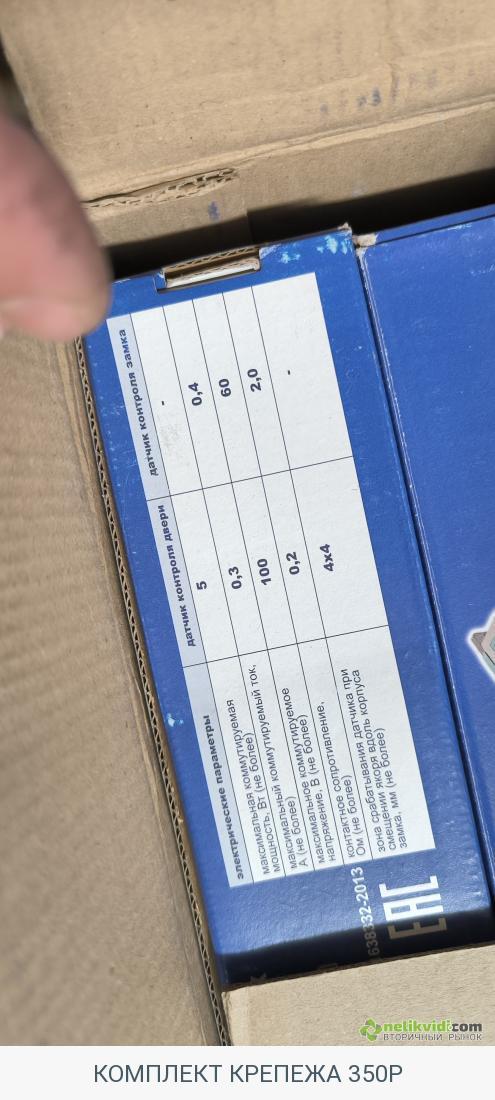 электрические параметры датчик контроля двери датчик контроля замка
максимальная коммутируемая
мощность, Вт (не более) 5 -
максимальный коммутируемый ток,
А (не более) 0,3 0,4
максимальное коммутируемое
напряжение, В (не более) 100 60
контактное сопротивление,
Ом (не более) 0,2 2,0
зона срабатывания датчика при
смещении якоря вдоль корпуса
замка, мм (не более) 4х4 -
638332-2013
ЕАС
nelikvidi.com
ВТОРИЧНЫЙ РЫНОК
КОМПЛЕКТ КРЕПЕЖА 350Р